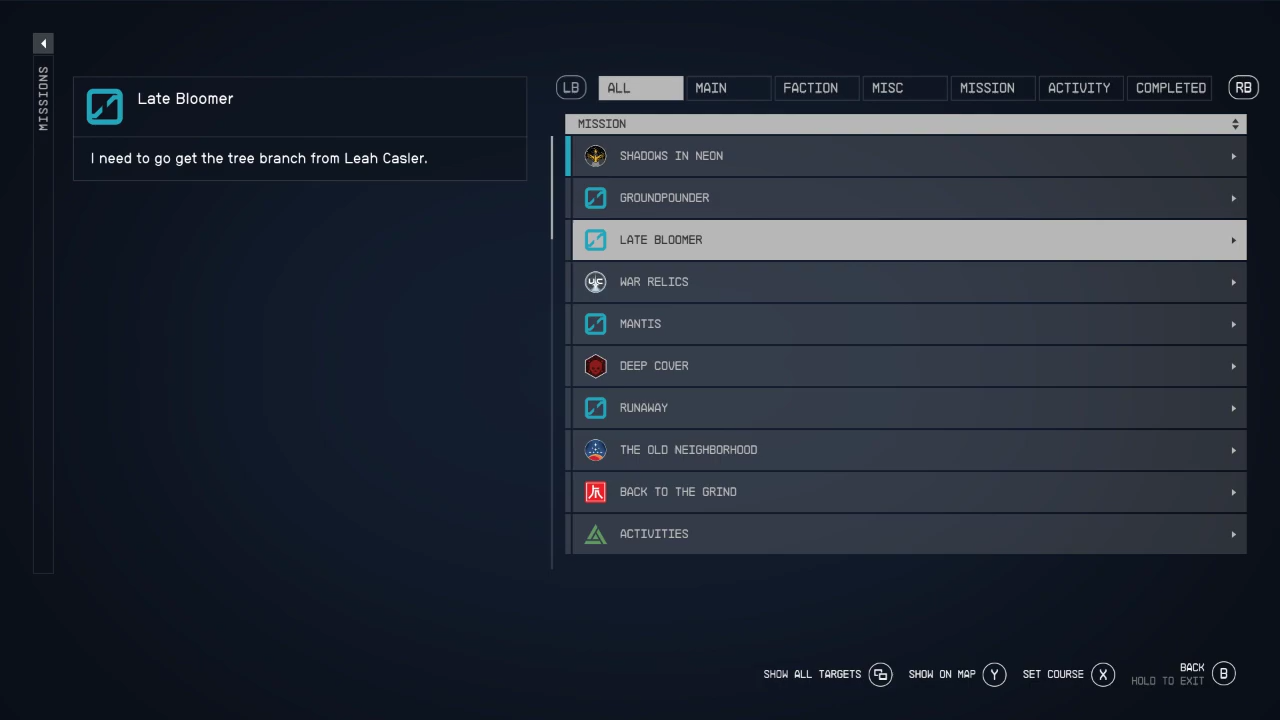 MISSIONS
Late Bloomer
I need to go get the tree branch from Leah Casler.
LB ALL MAIN FACTION MISC MISSION ACTIVITY COMPLETED RB
MISSION
SHADOWS IN NEON
GROUNDPOUNDER
LATE BLOOMER
UC WAR RELICS
MANTIS
DEEP COVER
RUNAWAY
THE OLD NEIGHBORHOOD
BACK TO THE GRIND
ACTIVITIES
SHOW ALL TARGETS SHOW ON MAP Y SET COURSE X BACK B
HOLD TO EXIT